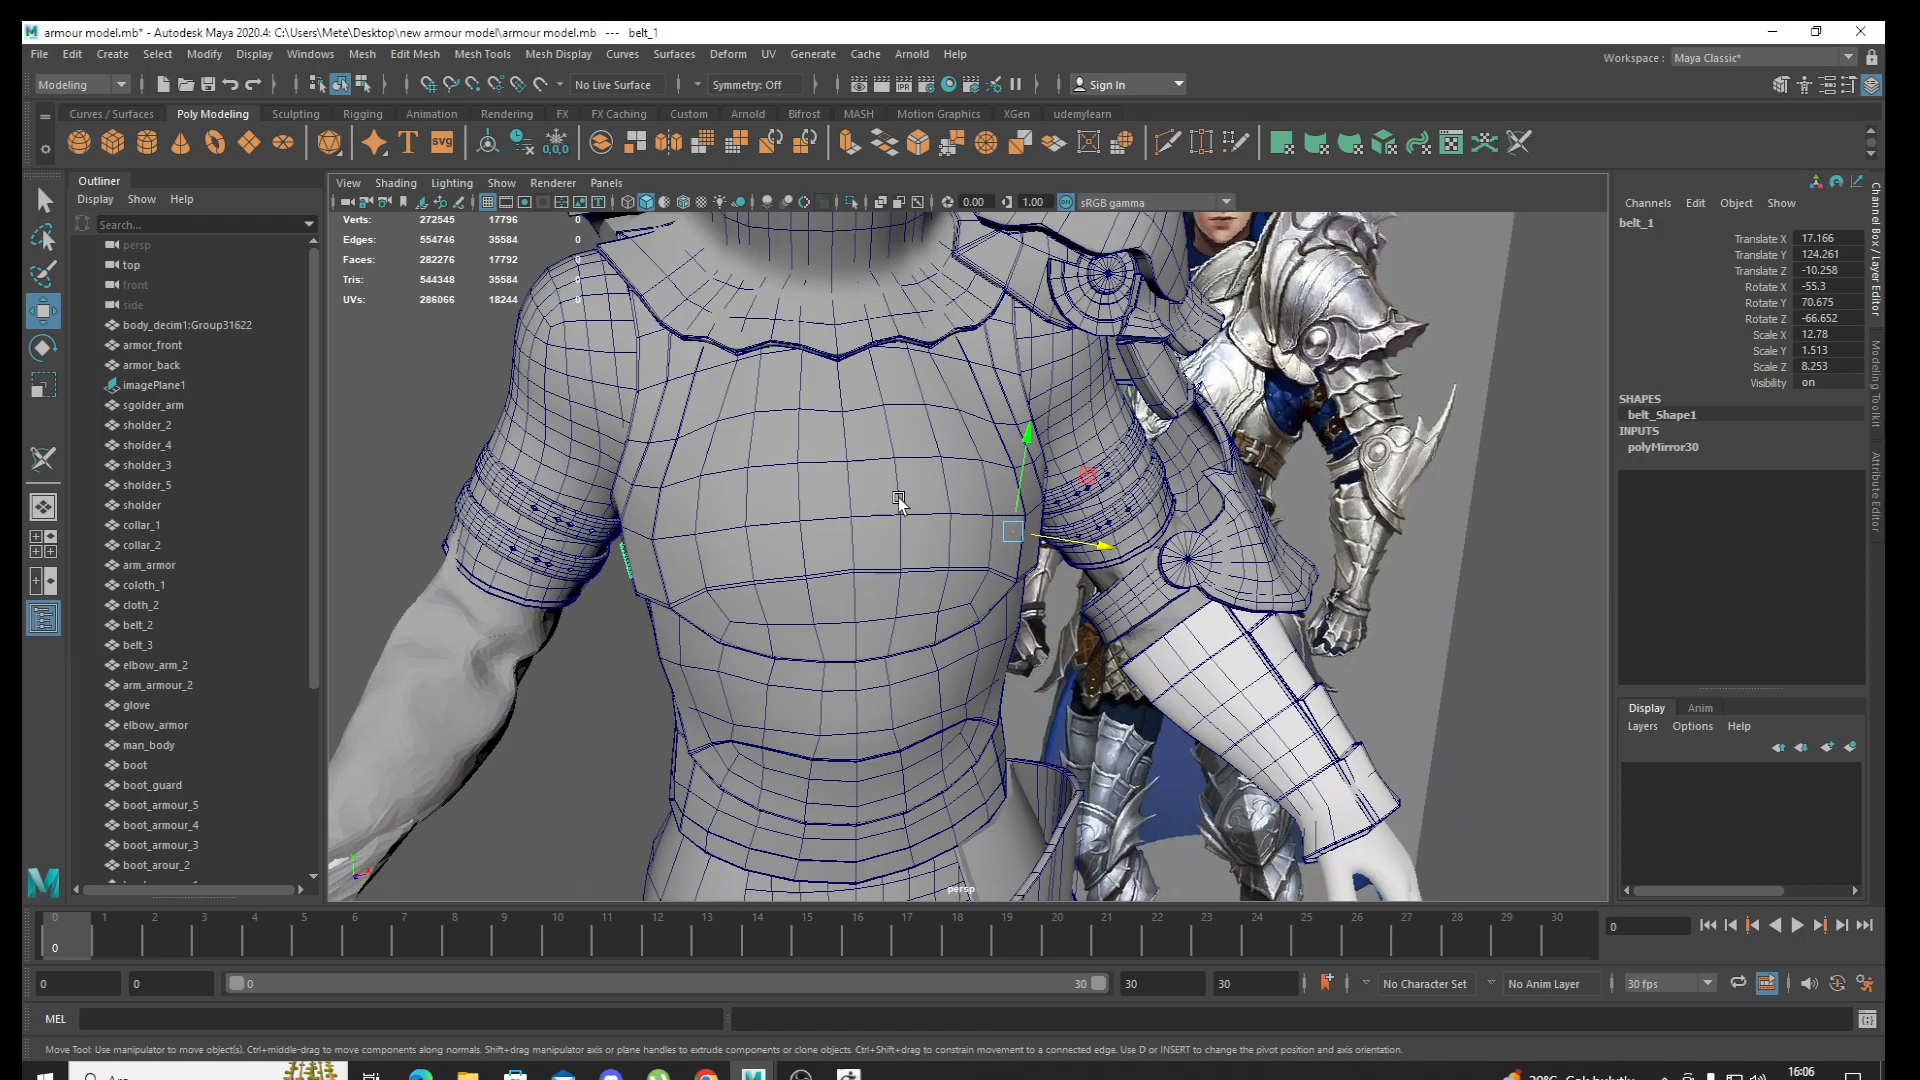 armour model.mb* - Autodesk Maya 2020.4: C:\Users\Mete\Desktop\new armour model\armour model.mb --- belt_1
File Edit Create Select Modify Display Windows Mesh Edit Mesh Mesh Tools Mesh Display Curves Surfaces Deform UV Generate Cache Arnold Help
Workspace : Maya Classic*
Modeling No Live Surface Symmetry: Off Sign In
Curves / Surfaces Poly Modeling Sculpting Rigging Animation Rendering FX FX Caching Custom Arnold Bifrost MASH Motion Graphics XGen udemylearn
Outliner
Display Show Help
Search...
persp
top
front
side
body_decim1:Group31622
armor_front
armor_back
imagePlane1
sgolder_arm
sholder_2
sholder_4
sholder_3
sholder_5
sholder
collar_1
collar_2
arm_armor
coloth_1
cloth_2
belt_2
belt_3
elbow_arm_2
arm_armour_2
glove
elbow_armor
man_body
boot
boot_guard
boot_armour_5
boot_armour_4
boot_armour_3
boot_arour_2
View Shading Lighting Show Renderer Panels
0.00 1.00 sRGB gamma
Verts: 272545 17796 0
Edges: 554746 35584 0
Faces: 282276 17792 0
Tris: 544348 35584 0
UVs: 286066 18244 0
persp
Channels Edit Object Show
belt_1
Translate X 17.166
Translate Y 124.261
Translate Z -10.258
Rotate X -55.3
Rotate Y 70.675
Rotate Z -66.652
Scale X 12.78
Scale Y 1.513
Scale Z 8.253
Visibility on
SHAPES
belt_Shape1
INPUTS
polyMirror30
Channel Box / Layer Editor
Modeling Toolkit
Attribute Editor
Display Anim
Layers Options Help
0 1 2 3 4 5 6 7 8 9 10 11 12 13 14 15 16 17 18 19 20 21 22 23 24 25 26 27 28 29 30
0
0
0 0 0 30 30 30 No Character Set No Anim Layer 30 fps
MEL
Move Tool: Use manipulator to move object(s). Ctrl+middle-drag to move components along normals. Shift+drag manipulator axis or plane handles to extrude components or clone objects. Ctrl+Shift+drag to constrain movement to a connected edge. Use D or INSERT to change the pivot position and axis orientation.
16:06